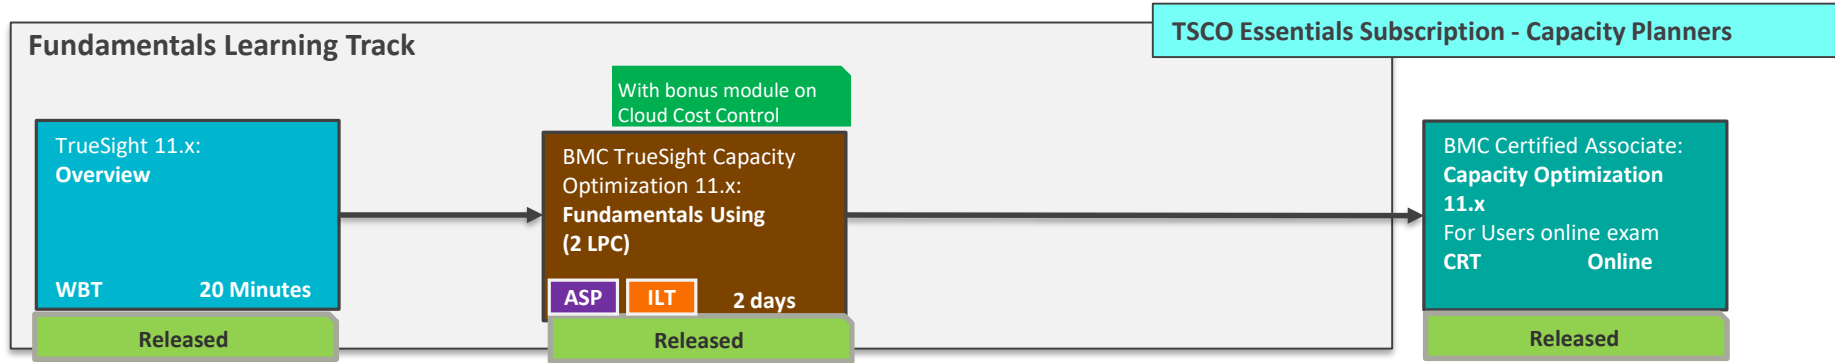 TSCO Essentials Subscription - Capacity Planners
Fundamentals Learning Track
TrueSight 11.x:
Overview
WBT 20 Minutes
Released
With bonus module on
Cloud Cost Control
BMC TrueSight Capacity
Optimization 11.x:
Fundamentals Using
(2 LPC)
ASP ILT 2 days
Released
BMC Certified Associate:
Capacity Optimization
11.x
For Users online exam
CRT Online
Released